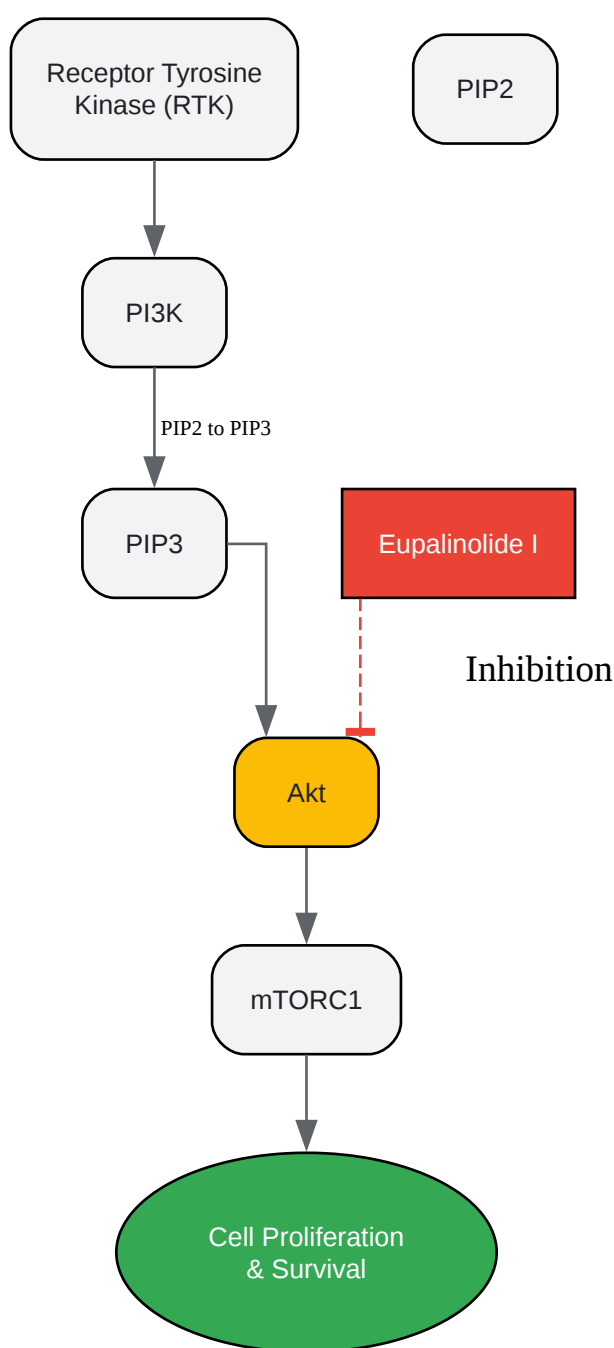 Receptor Tyrosine
Kinase (RTK)
PIP2
PI3K
PIP2 to PIP3
PIP3
Eupalinolide I
Inhibition
Akt
mTORC1
Cell Proliferation
& Survival